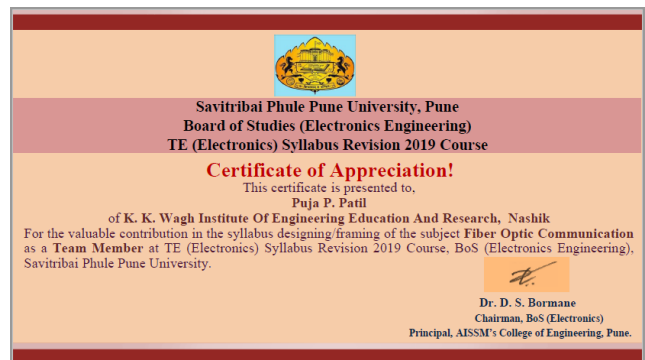 Savitribai Phule Pune University, Pune
Board of Studies (Electronics Engineering)
TE (Electronics) Syllabus Revision 2019 Course
Certificate of Appreciation!
This certificate is presented to,
Puja P. Patil
of K. K. Wagh Institute Of Engineering Education And Research, Nashik
For the valuable contribution in the syllabus designing/framing of the subject Fiber Optic Communication
as a Team Member at TE (Electronics) Syllabus Revision 2019 Course, BoS (Electronics Engineering),
Savitribai Phule Pune University.
Dr. D. S. Bormane
Chairman, BoS (Electronics)
Principal, AISSM's College of Engineering, Pune.